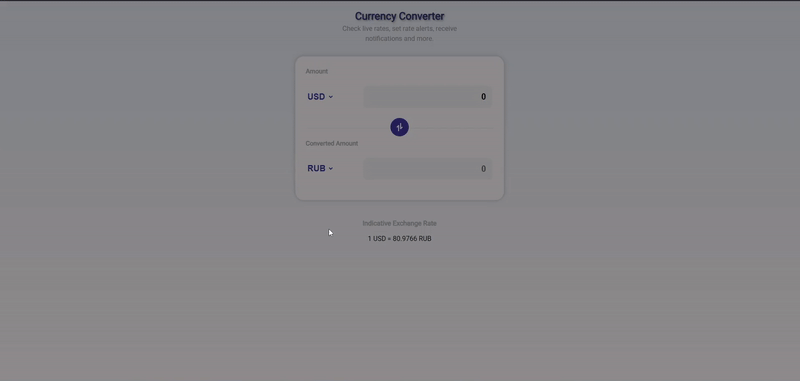 Currency Converter
Check live rates, set rate alerts, receive
notifications and more.
Amount
USD
0
Converted Amount
RUB
0
Indicative Exchange Rate
1 USD = 80.9766 RUB